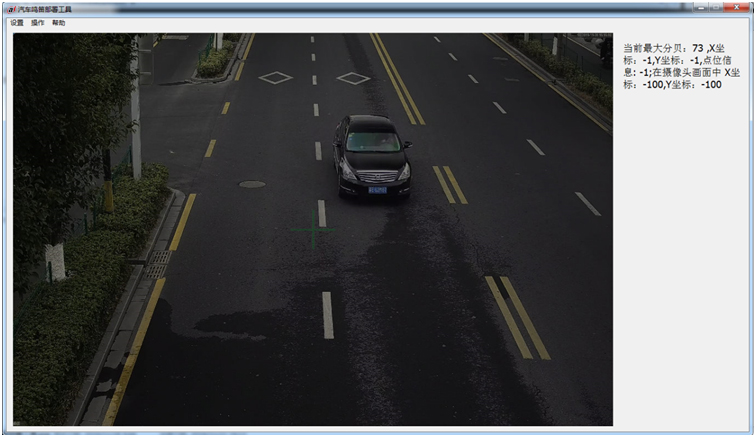 汽车鸣笛部署工具
设置 操作 帮助
当前最大分贝：73 ,X坐
标：-1,Y坐标：-1,点位信
息: -1;在摄像头画面中 X坐
标：-100,Y坐标：-100